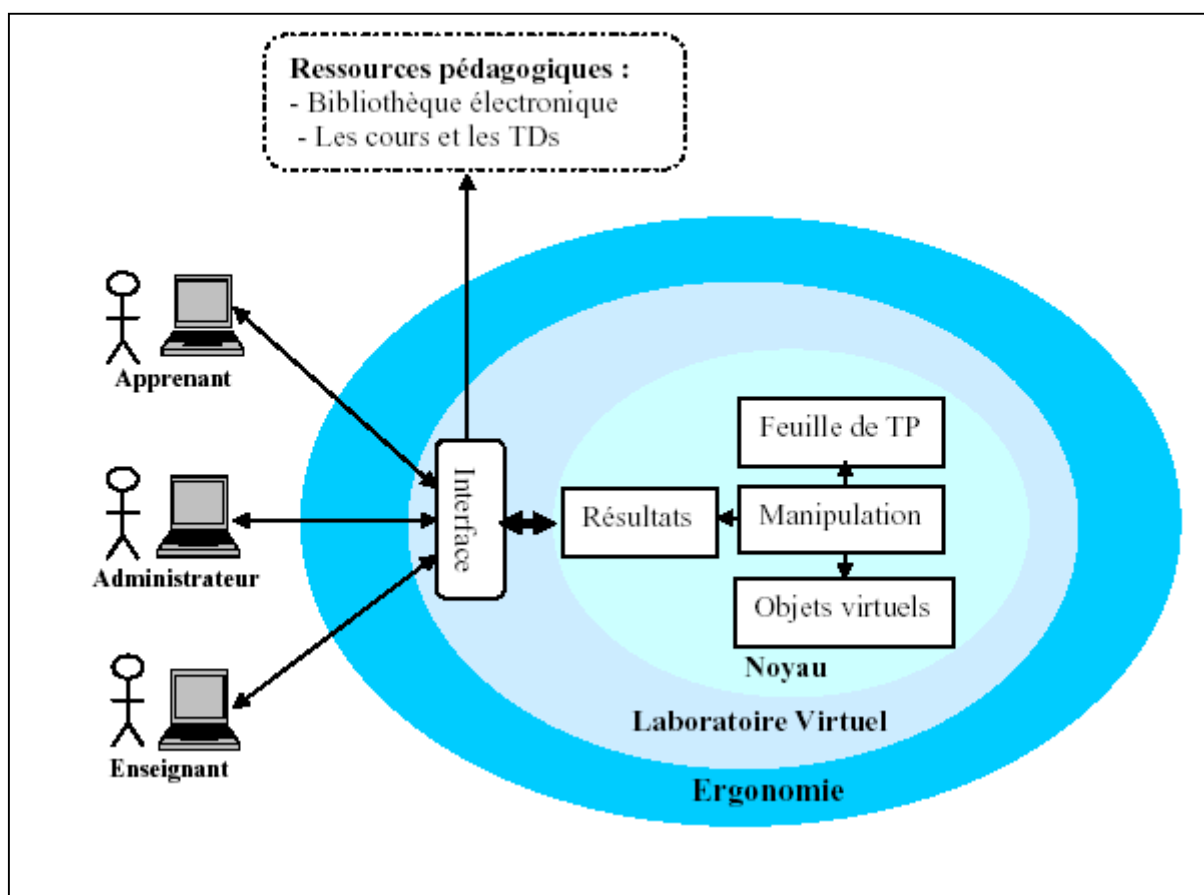 Ressources pédagogiques :
- Bibliothèque électronique
- Les cours et les TDs
Apprenant
Administrateur
Enseignant
Interface
Résultats
Feuille de TP
Manipulation
Objets virtuels
Noyau
Laboratoire Virtuel
Ergonomie